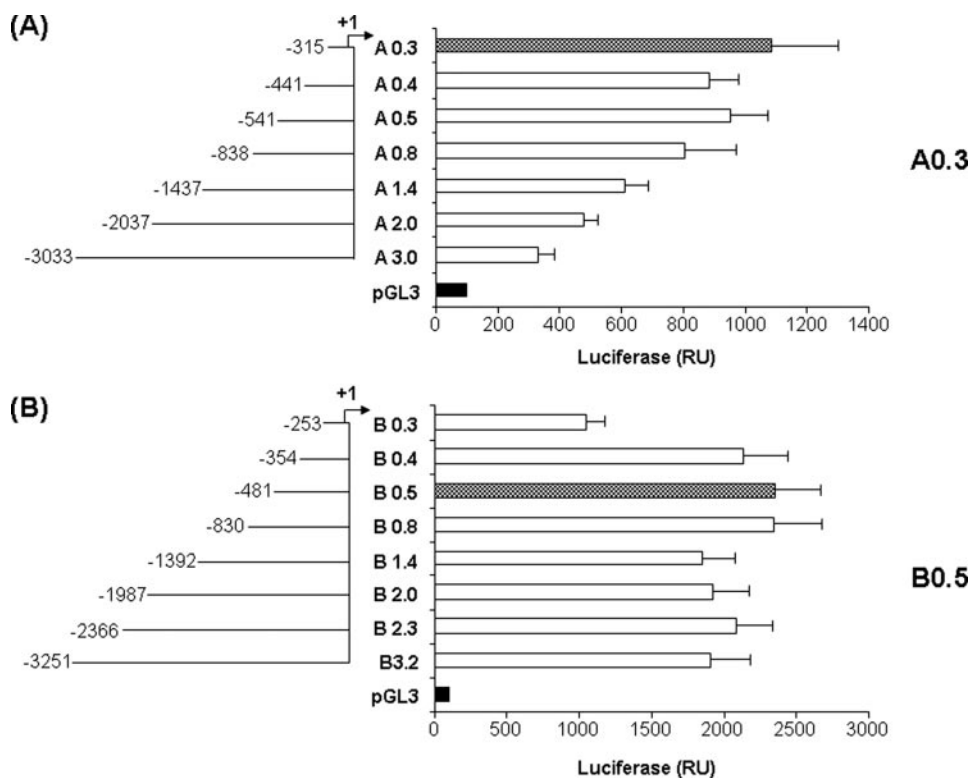 (A)
+1
-315
A 0.3
-441
A 0.4
-541
A 0.5
-838
A 0.8
-1437
A 1.4
-2037
A 2.0
-3033
A 3.0
pGL3
0 200 400 600 800 1000 1200 1400
Luciferase (RU)
A0.3
(B)
+1
-253
B 0.3
-354
B 0.4
-481
B 0.5
-830
B 0.8
-1392
B 1.4
-1987
B 2.0
-2366
B 2.3
-3251
B3.2
pGL3
0 500 1000 1500 2000 2500 3000
Luciferase (RU)
B0.5